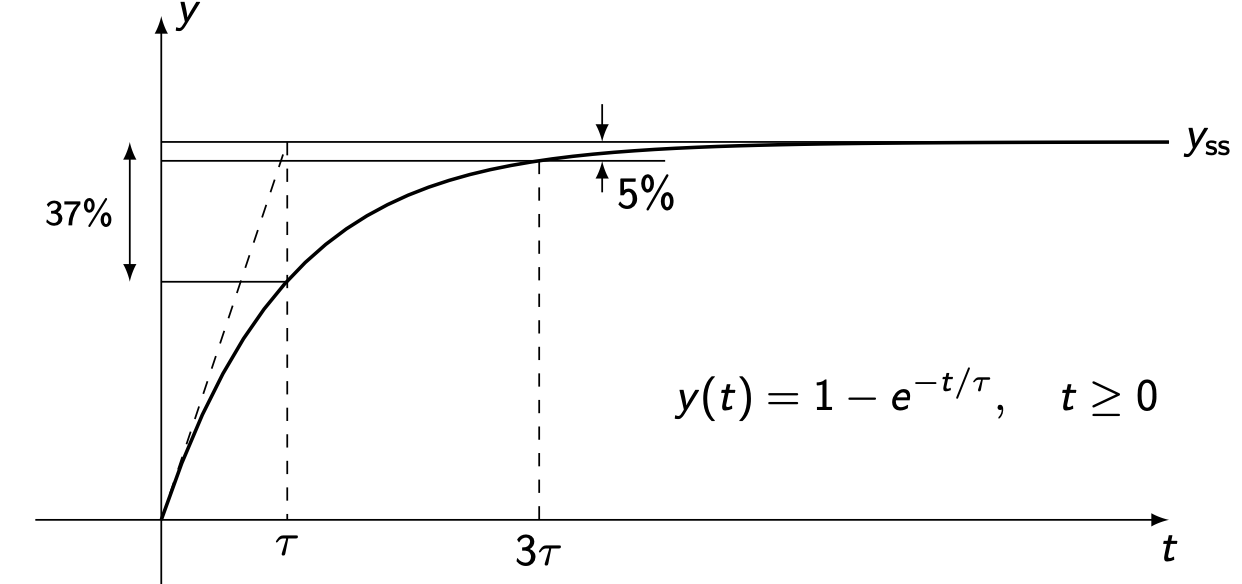 y
y_ss
37%
5%
y(t) = 1 − e^{−t/τ}, t ≥ 0
τ
3τ
t